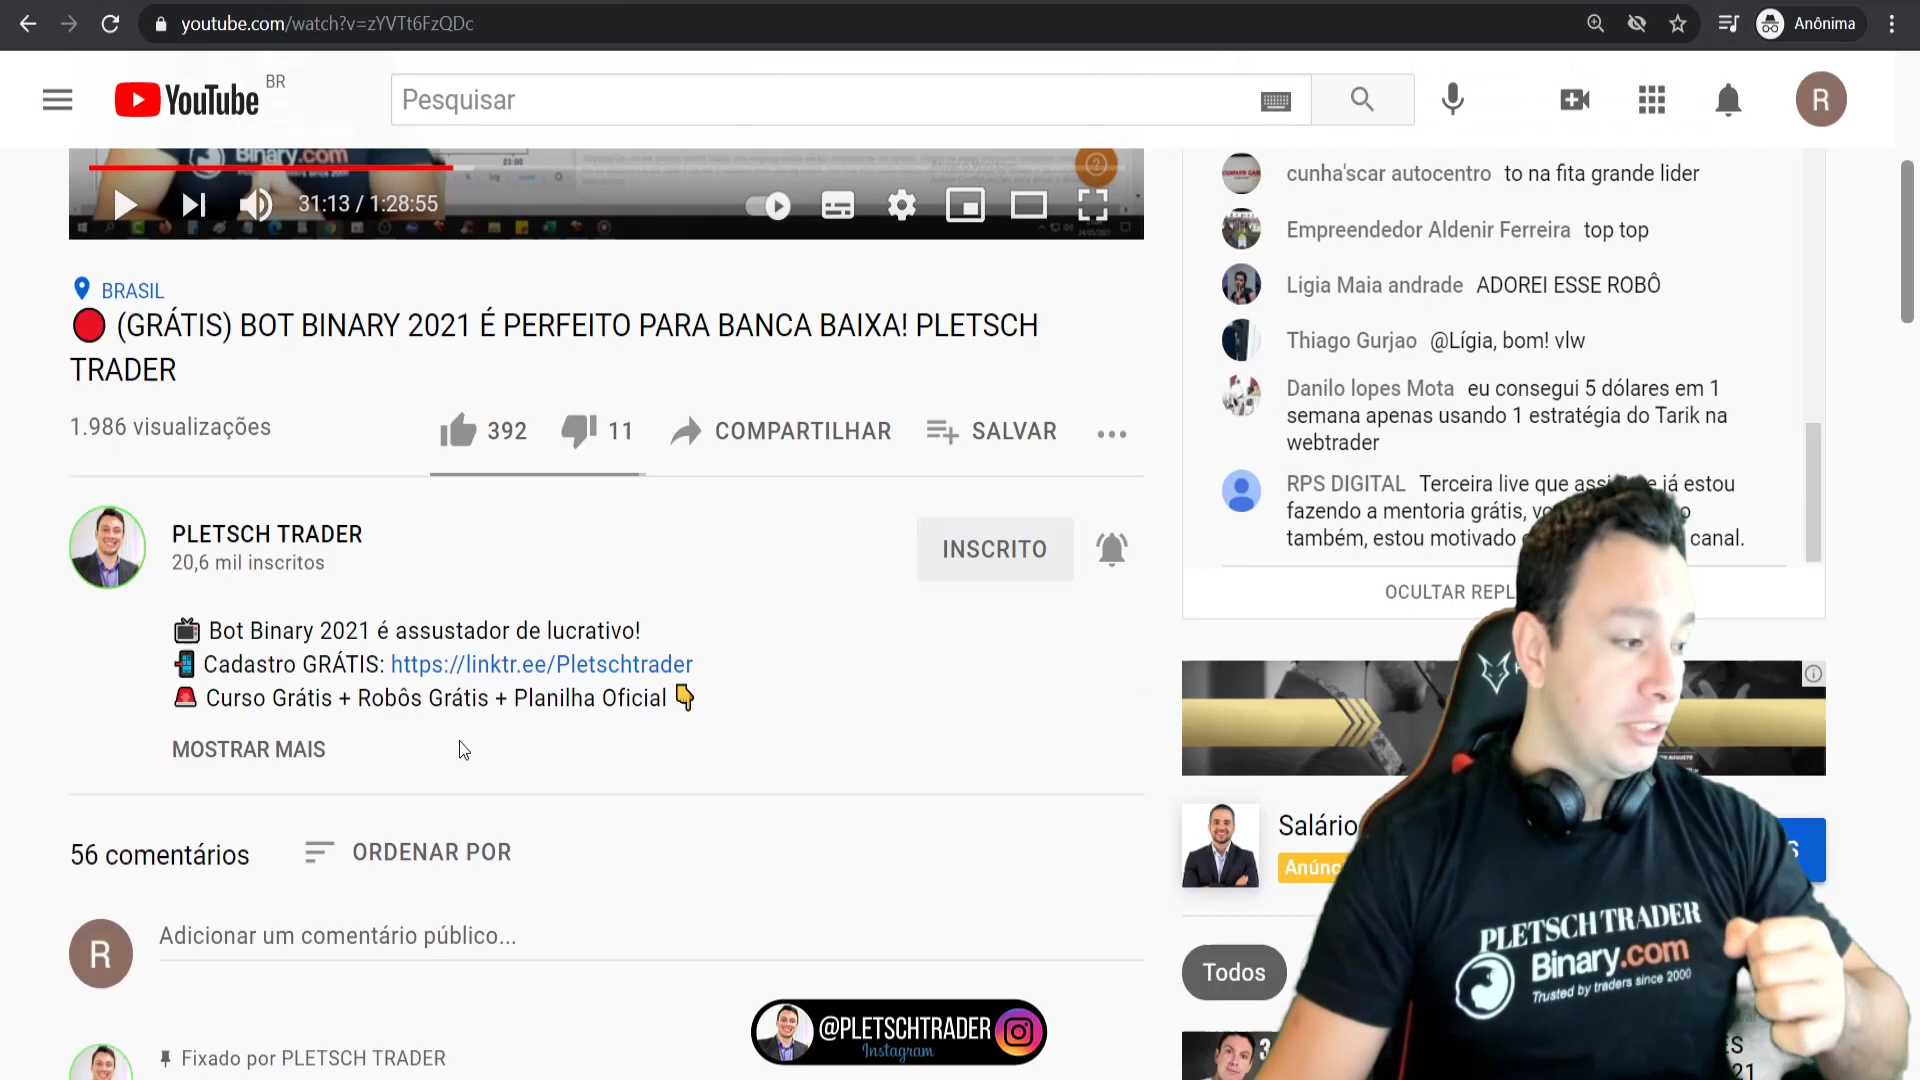 youtube.com/watch?v=zYVTt6FzQDc
Anônima
YouTube BR
Pesquisar
R
Binary.com
23:00
31:13 / 1:28:55
BRASIL
(GRÁTIS) BOT BINARY 2021 É PERFEITO PARA BANCA BAIXA! PLETSCH
TRADER
1.986 visualizações
392
11
COMPARTILHAR
SALVAR
PLETSCH TRADER
20,6 mil inscritos
INSCRITO
Bot Binary 2021 é assustador de lucrativo!
Cadastro GRÁTIS: https://linktr.ee/Pletschtrader
Curso Grátis + Robôs Grátis + Planilha Oficial
MOSTRAR MAIS
56 comentários
ORDENAR POR
R
Adicionar um comentário público...
Fixado por PLETSCH TRADER
@PLETSCHTRADER
Instagram
cunha'scar autocentro to na fita grande lider
Empreendedor Aldenir Ferreira top top
Lígia Maia andrade ADOREI ESSE ROBÔ
Thiago Gurjao @Lígia, bom! vlw
Danilo lopes Mota eu consegui 5 dólares em 1
semana apenas usando 1 estratégia do Tarik na
webtrader
RPS DIGITAL Terceira live que já estou
fazendo a mentoria grátis,
também, estou motivado canal.
OCULTAR
Salário
Todos
PLETSCH TRADER
Binary.com
Trusted by traders since 2000